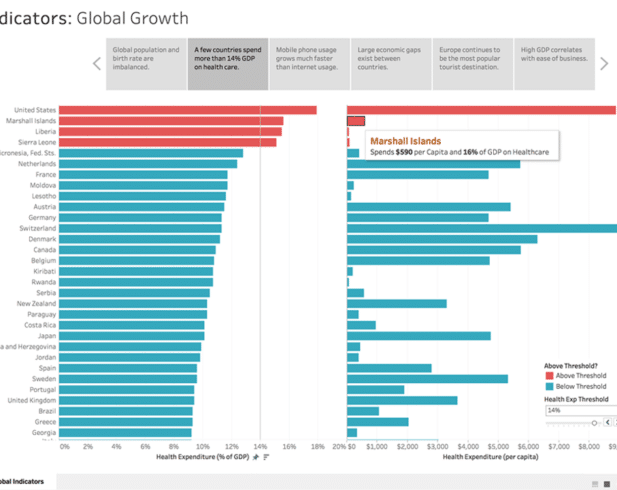 dicators: Global Growth
Global population and
birth rate are
imbalanced.
A few countries spend
more than 14% GDP
on health care.
Mobile phone usage
grows much faster
than internet usage.
Large economic gaps
exist between
countries.
Europe continues to
be the most popular
tourist destination.
High GDP correlates
with ease of business.
United States
Marshall Islands
Liberia
Sierra Leone
icronesia, Fed. Sts.
Netherlands
France
Moldova
Lesotho
Austria
Germany
Switzerland
Denmark
Canada
Belgium
Kiribati
Rwanda
Serbia
New Zealand
Paraguay
Costa Rica
Japan
a and Herzegovina
Jordan
Spain
Sweden
Portugal
United Kingdom
Brazil
Greece
Georgia
Marshall Islands
Spends $590 per Capita and 16% of GDP on Healthcare
Above Threshold?
Above Threshold
Below Threshold
Health Exp Threshold
14%
0% 2% 4% 6% 8% 10% 12% 14% 16% 18% 20%
$0 $1,000 $2,000 $3,000 $4,000 $5,000 $6,000 $7,000 $8,000 $9,
Health Expenditure (% of GDP)
Health Expenditure (per capita)
obal Indicators